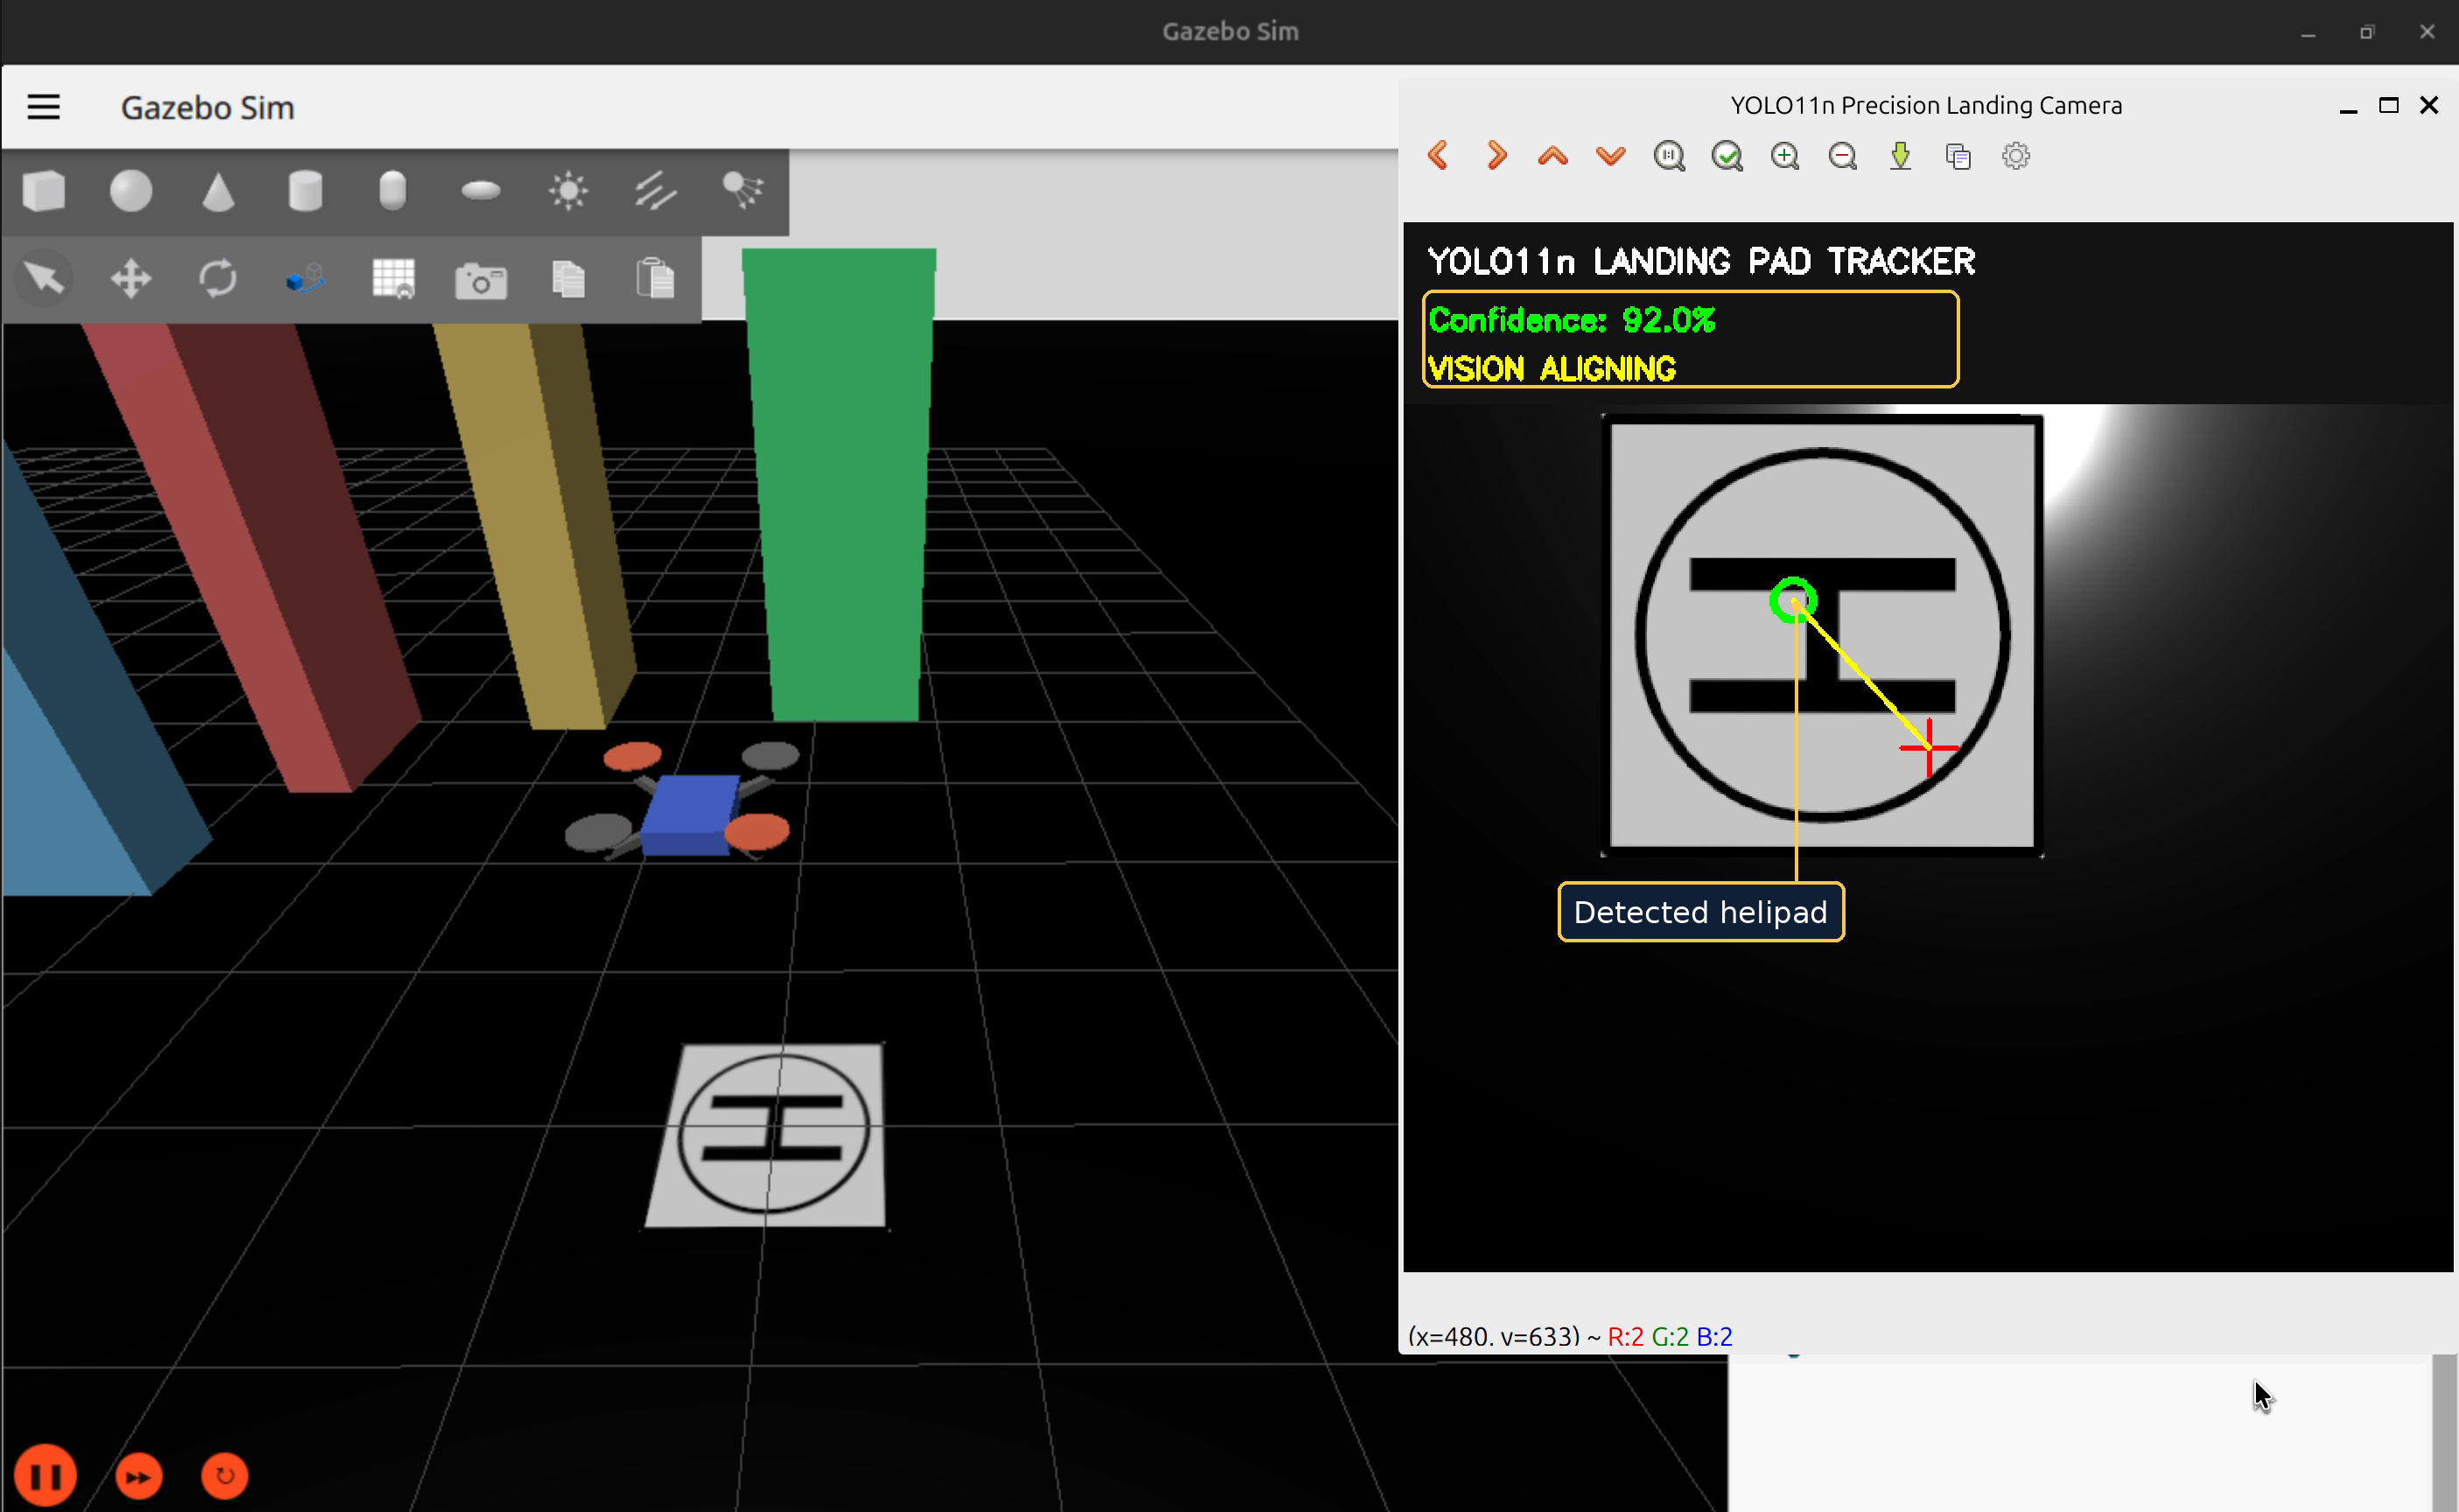 Gazebo Sim
Gazebo Sim
YOLO11n Precision Landing Camera
YOLO11n LANDING PAD TRACKER
Confidence: 92.0%
VISION ALIGNING
Detected helipad
(x=480, y=633) ~ R:2 G:2 B:2